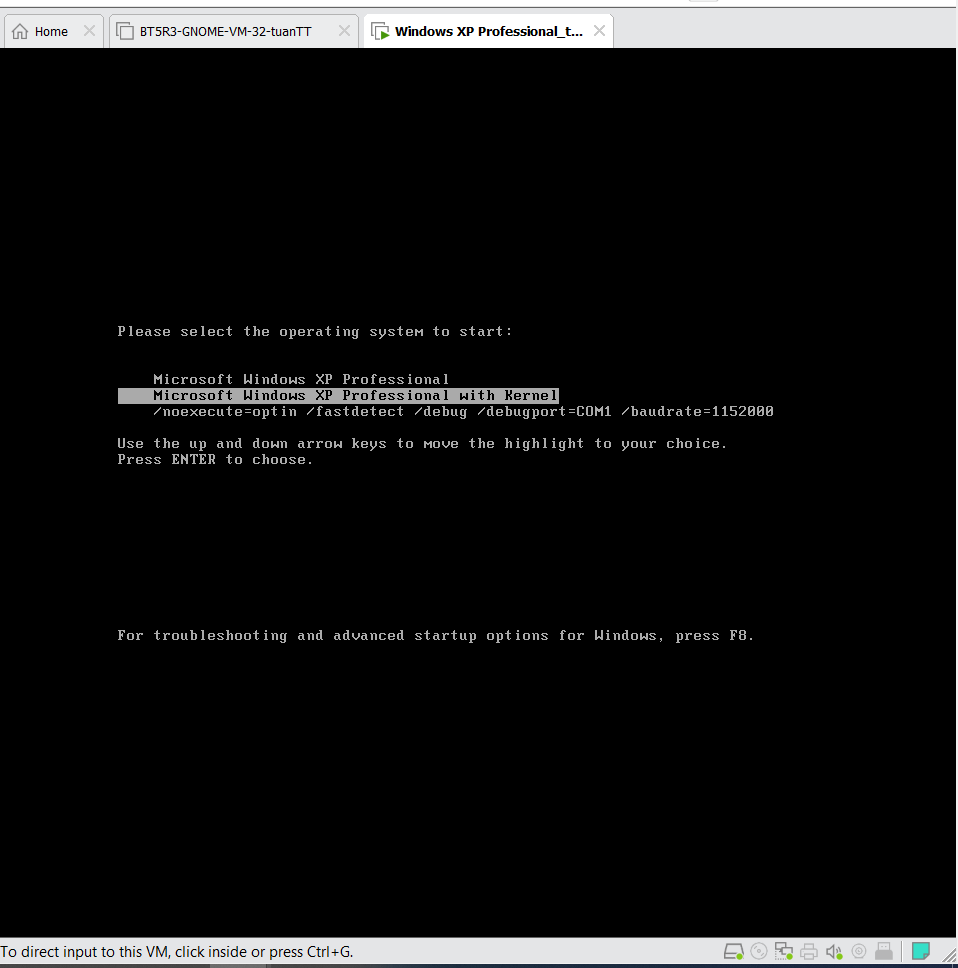 Home
BT5R3-GNOME-VM-32-tuanTT
Windows XP Professional_t...
Please select the operating system to start:
Microsoft Windows XP Professional
Microsoft Windows XP Professional with Kernel
/noexecute=optin /fastdetect /debug /debugport=COM1 /baudrate=1152000
Use the up and down arrow keys to move the highlight to your choice.
Press ENTER to choose.
For troubleshooting and advanced startup options for Windows, press F8.
To direct input to this VM, click inside or press Ctrl+G.